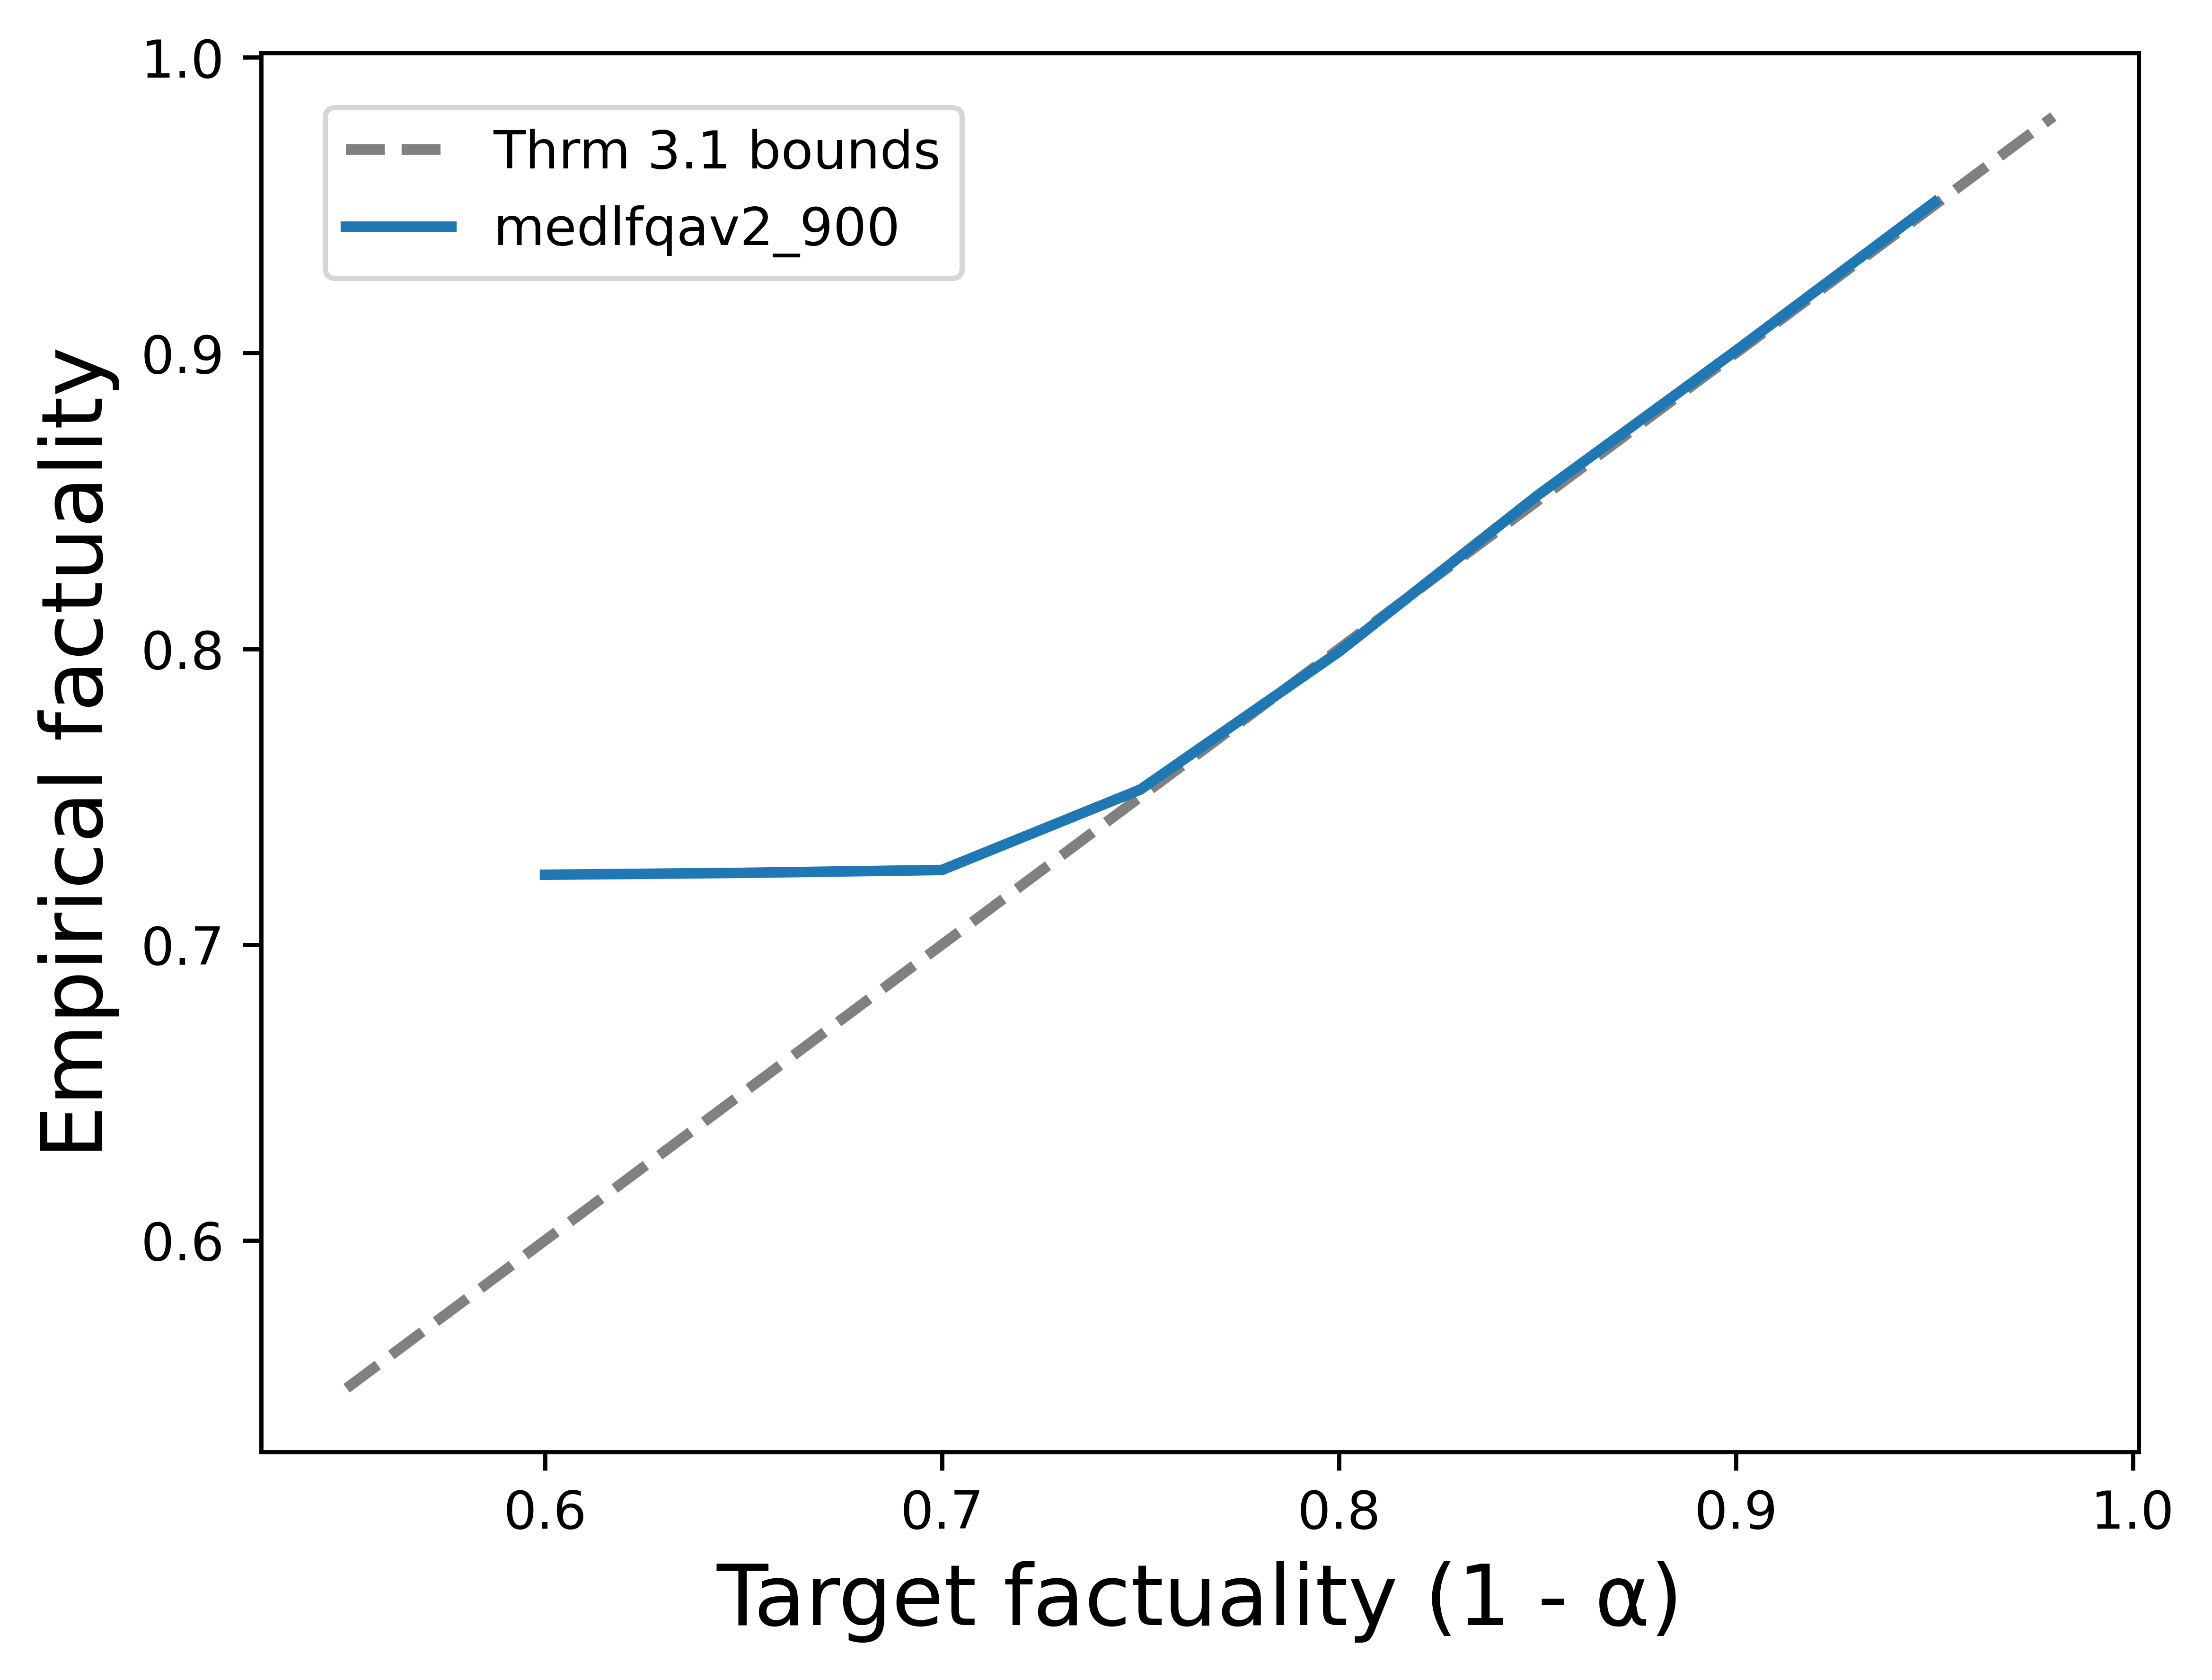 1.0
0.9
0.8
0.7
0.6
Empirical factuality
Thrm 3.1 bounds
medlfqav2_900
0.6 0.7 0.8 0.9 1.0
Target factuality (1 - α)